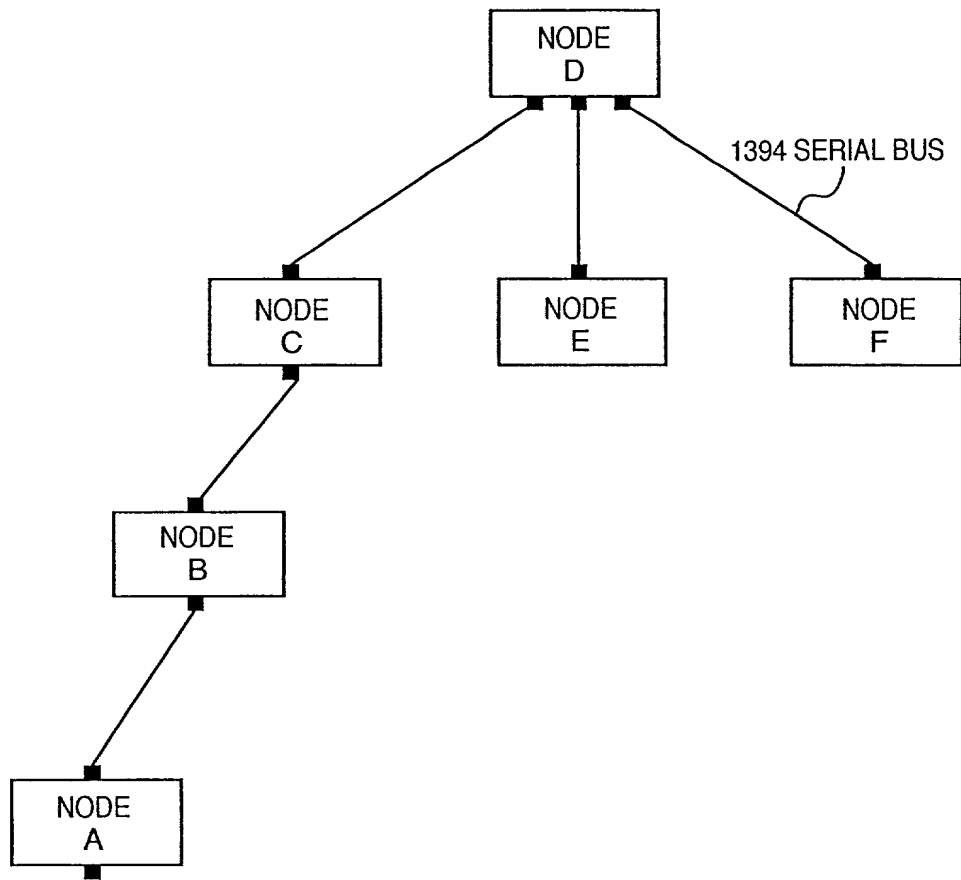 NODE
D
1394 SERIAL BUS
NODE
C
NODE
E
NODE
F
NODE
B
NODE
A